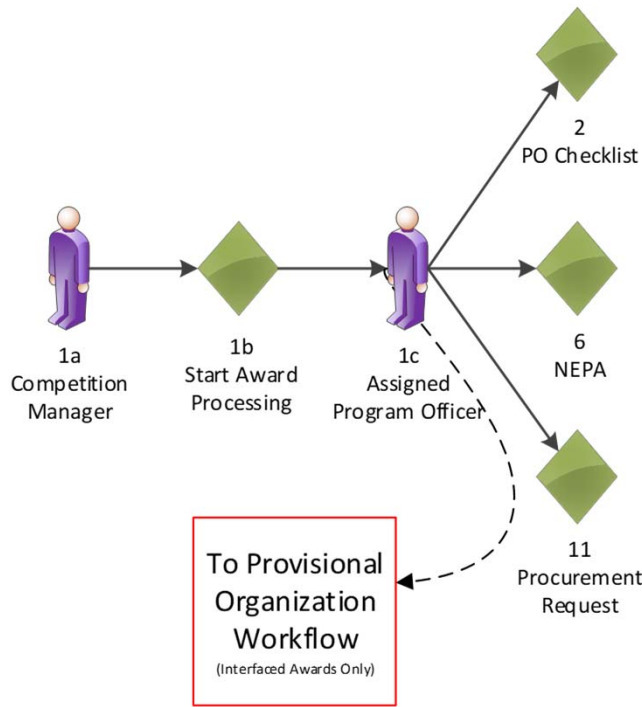 2
PO Checklist
1a
Competition
Manager
1b
Start Award
Processing
1c
Assigned
Program Officer
6
NEPA
11
Procurement
Request
To Provisional
Organization
Workflow
(Interfaced Awards Only)